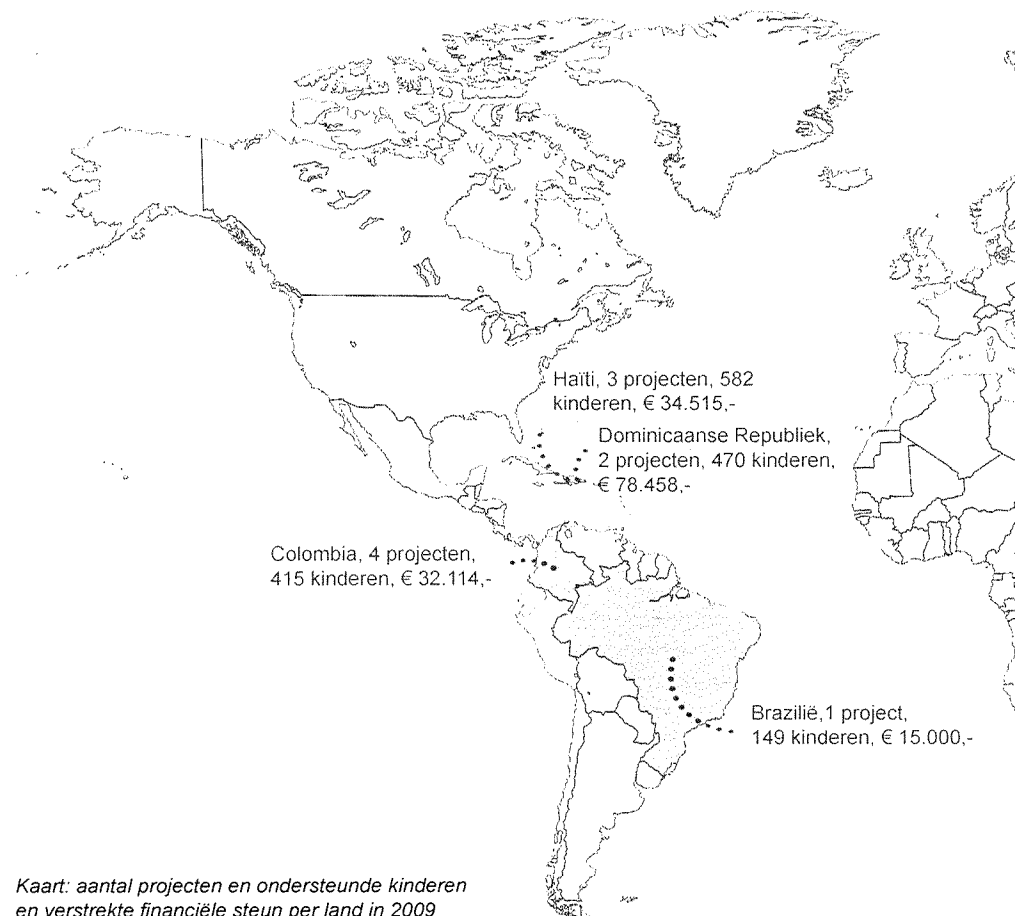 Haïti, 3 projecten, 582
kinderen, € 34.515,-
Dominicaanse Republiek,
2 projecten, 470 kinderen,
€ 78.458,-
Colombia, 4 projecten,
415 kinderen, € 32.114,-
Brazilië,1 project,
149 kinderen, € 15.000,-
Kaart: aantal projecten en ondersteunde kinderen
en verstrekte financiële steun per land in 2009